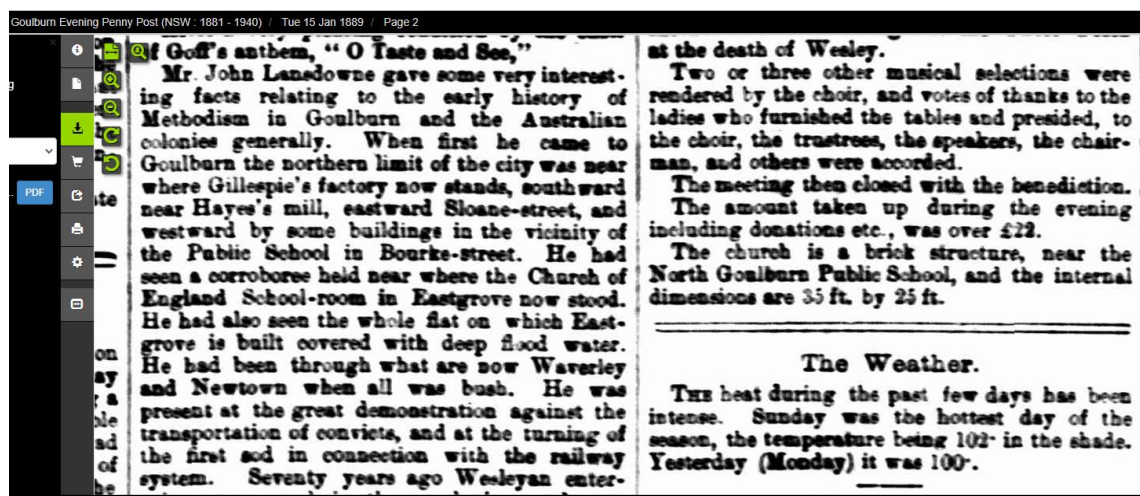 Goulburn Evening Penny Post (NSW : 1881 - 1940) / Tue 15 Jan 1889 / Page 2
PDF
ite
on
ay
a
ble
ad
of
he
of Goff's anthem, "O Taste and See,"
Mr. John Lansdowne gave some very interest-
ing facts relating to the early history of
Methodism in Goulburn and the Australian
colonies generally. When first he came to
Goulburn the northern limit of the city was near
where Gillespie's factory now stands, southward
near Hayes's mill, eastward Sloane-street, and
westward by some buildings in the vicinity of
the Public School in Bourke-street. He had
seen a corroboree held near where the Church of
England School-room in Eastgrove now stood.
He had also seen the whole flat on which East-
grove is built covered with deep flood water.
He had been through what are now Waverley
and Newtown when all was bush. He was
present at the great demonstration against the
transportation of convicts, and at the turning of
the first sod in connection with the railway
system. Seventy years ago Wesleyan enter-
at the death of Wesley.
Two or three other musical selections were
rendered by the choir, and votes of thanks to the
ladies who furnished the tables and presided, to
the choir, the trustrees, the speakers, the chair-
man, and others were accorded.
The meeting then closed with the benediction.
The amount taken up during the evening
including donations etc., was over £22.
The church is a brick structure, near the
North Goulburn Public School, and the internal
dimensions are 35 ft. by 25 ft.
The Weather.
THE heat during the past few days has been
intense. Sunday was the hottest day of the
season, the temperature being 102° in the shade.
Yesterday (Monday) it was 100°.